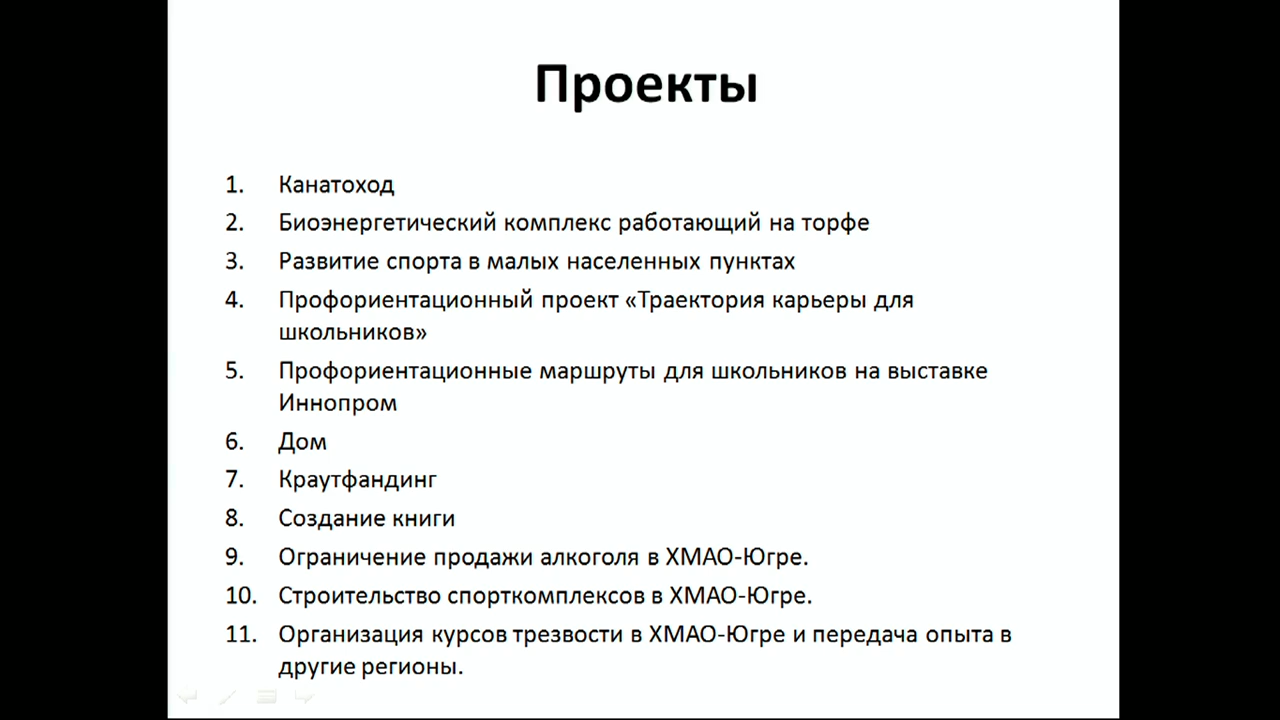 Проекты
1. Канатоход
2. Биоэнергетический комплекс работающий на торфе
3. Развитие спорта в малых населенных пунктах
4. Профориентационный проект «Траектория карьеры для
школьников»
5. Профориентационные маршруты для школьников на выставке
Иннопром
6. Дом
7. Краутфандинг
8. Создание книги
9. Ограничение продажи алкоголя в ХМАО-Югре.
10. Строительство спорткомплексов в ХМАО-Югре.
11. Организация курсов трезвости в ХМАО-Югре и передача опыта в
другие регионы.